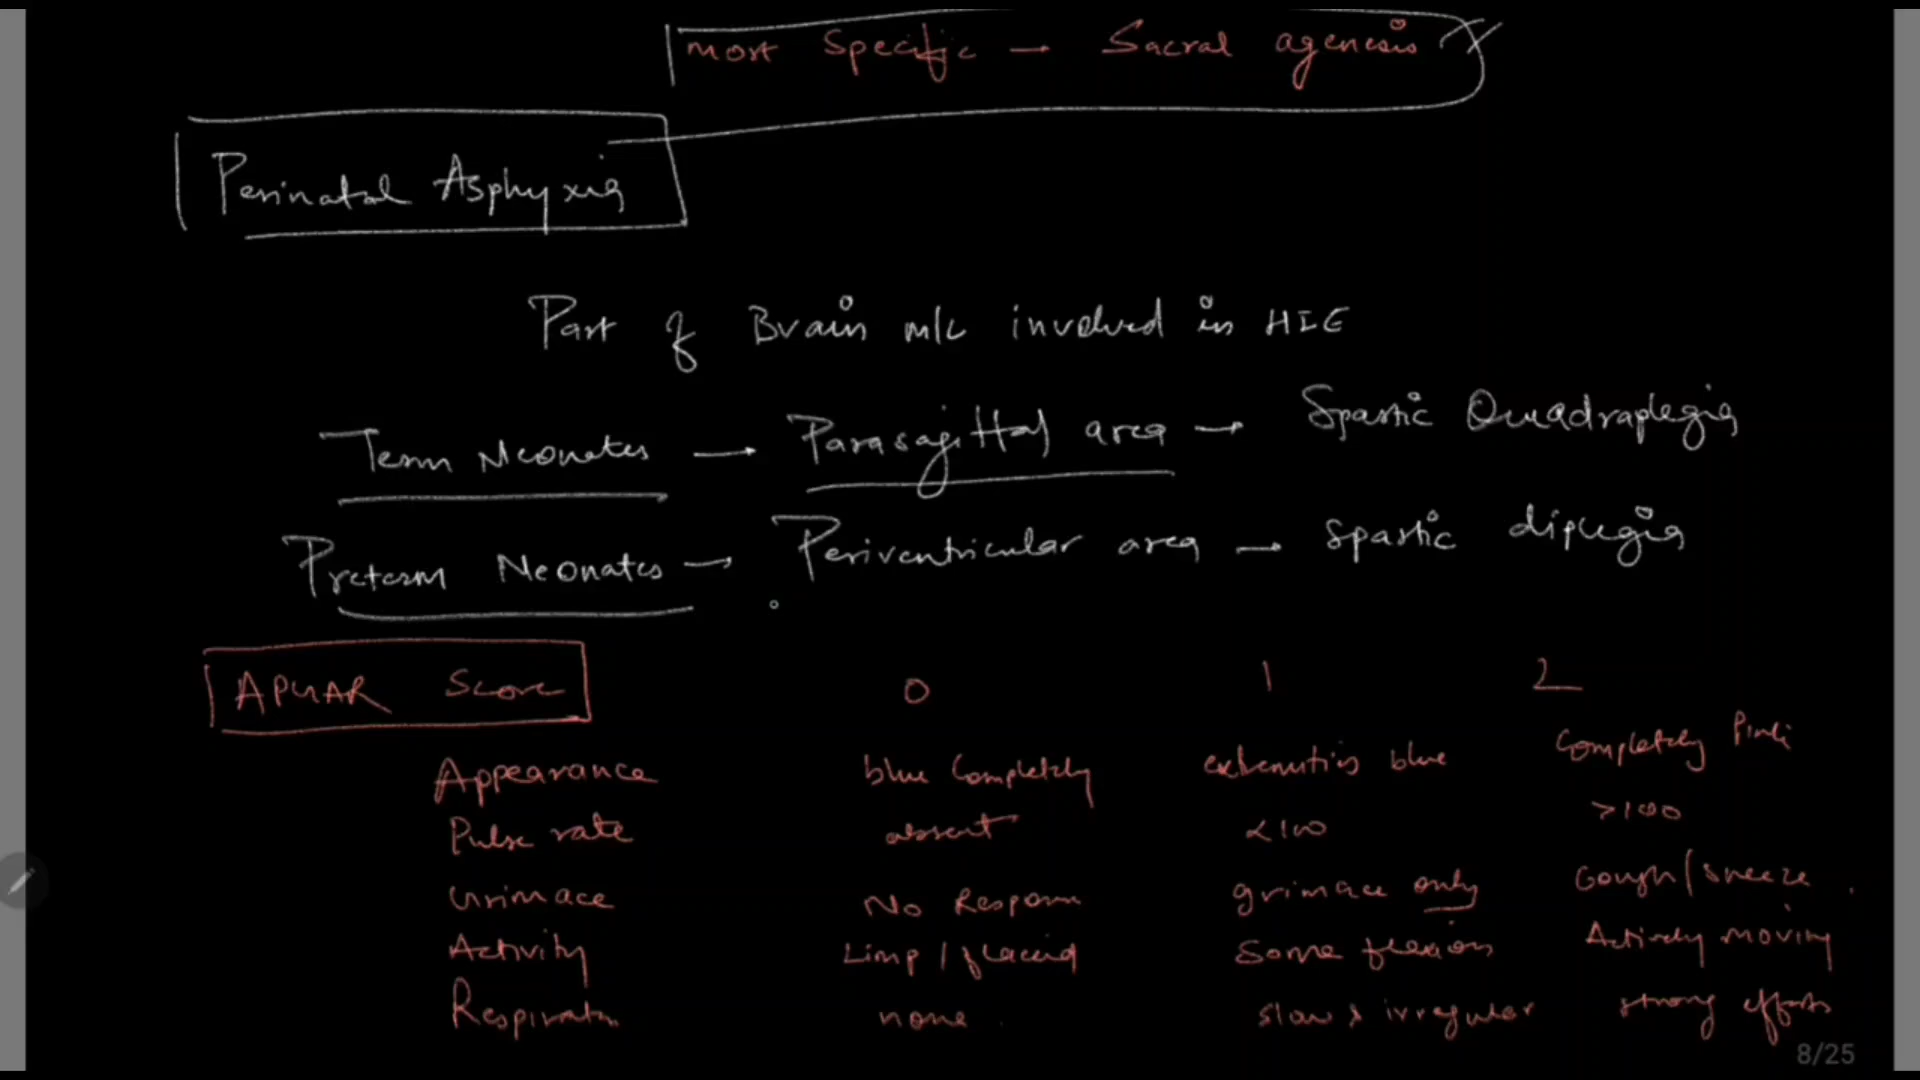 most specific → Sacral agenesis
Perinatal Asphyxia
Part of Brain m/c involved in HIE
Term Neonates → Parasagittal area → Spastic Quadraplegia
Preterm Neonates → Periventricular area → Spastic diplegia
APGAR Score 0 1 2
Appearance blue completely extremities blue completely Pink
Pulse rate absent <100 >100
Grimace No Response grimace only Cough/sneeze
Activity Limp/flaccid Some flexion Actively moving
Respiration none slow & irregular strong efforts
8/25